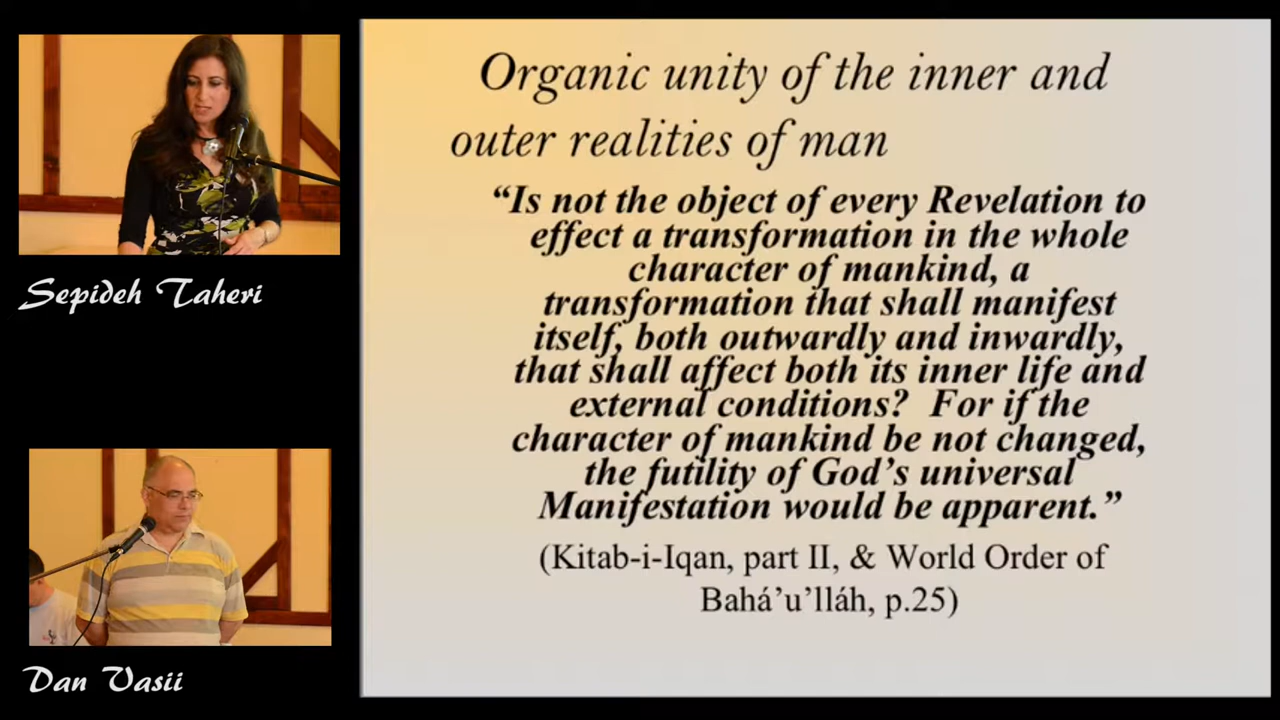 Organic unity of the inner and
outer realities of man
“Is not the object of every Revelation to
effect a transformation in the whole
character of mankind, a
transformation that shall manifest
itself, both outwardly and inwardly,
that shall affect both its inner life and
external conditions?  For if the
character of mankind be not changed,
the futility of God’s universal
Manifestation would be apparent.”
(Kitab-i-Iqan, part II, & World Order of
Bahá’u’lláh, p.25)
Sepideh Taheri
Dan Vasii